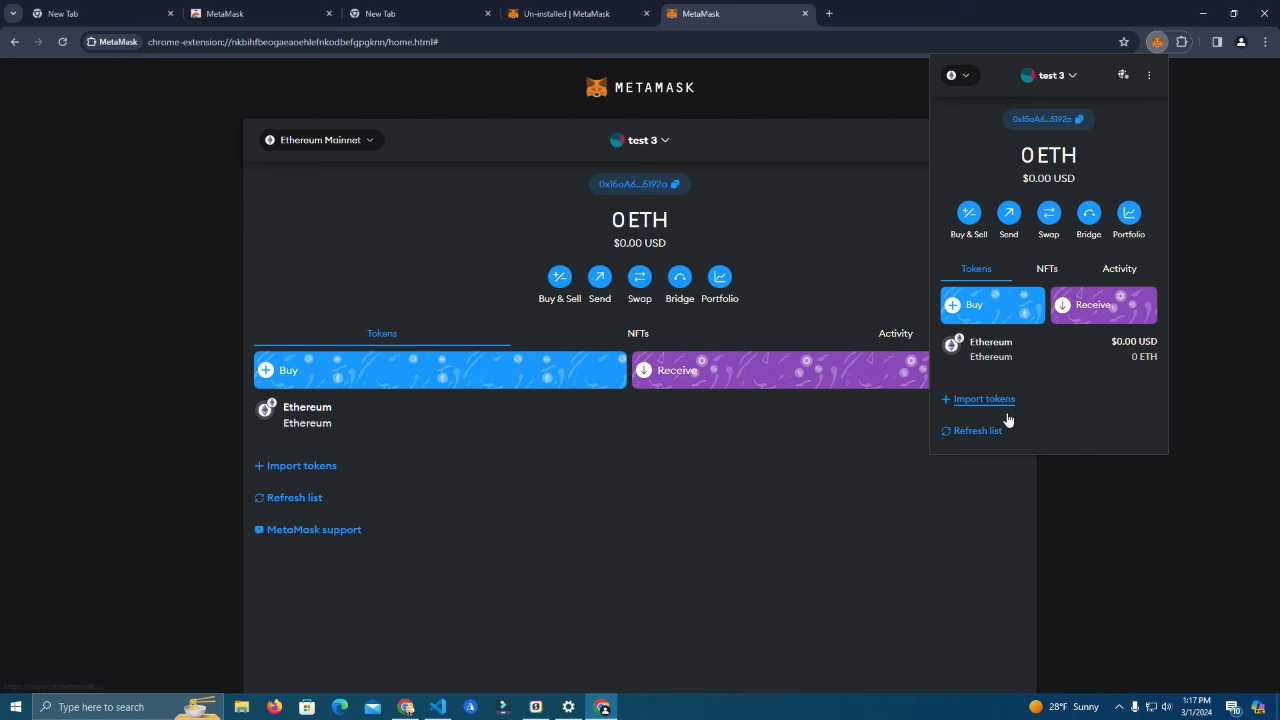 New Tab
MetaMask
New Tab
Un-installed | MetaMask
MetaMask
MetaMask
chrome-extension://nkbihfbeogaeaoehlefnkodbefgpgknn/home.html#
METAMASK
Ethereum Mainnet
test 3
0x15aA6...5192a
0 ETH
$0.00 USD
Buy & Sell
Send
Swap
Bridge
Portfolio
Tokens
NFTs
Activity
Buy
Receive
Ethereum
Ethereum
+ Import tokens
Refresh list
MetaMask support
test 3
0x15aA6...5192a
0 ETH
$0.00 USD
Buy & Sell
Send
Swap
Bridge
Portfolio
Tokens
NFTs
Activity
Buy
Receive
Ethereum
$0.00 USD
Ethereum
0 ETH
+ Import tokens
Refresh list
https://support.metamask.io
Type here to search
28°F Sunny
1:17 PM
3/1/2024